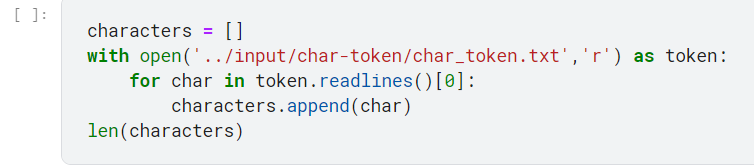 [ ]:
characters = []
with open('../input/char-token/char_token.txt','r') as token:
    for char in token.readlines()[0]:
        characters.append(char)
len(characters)